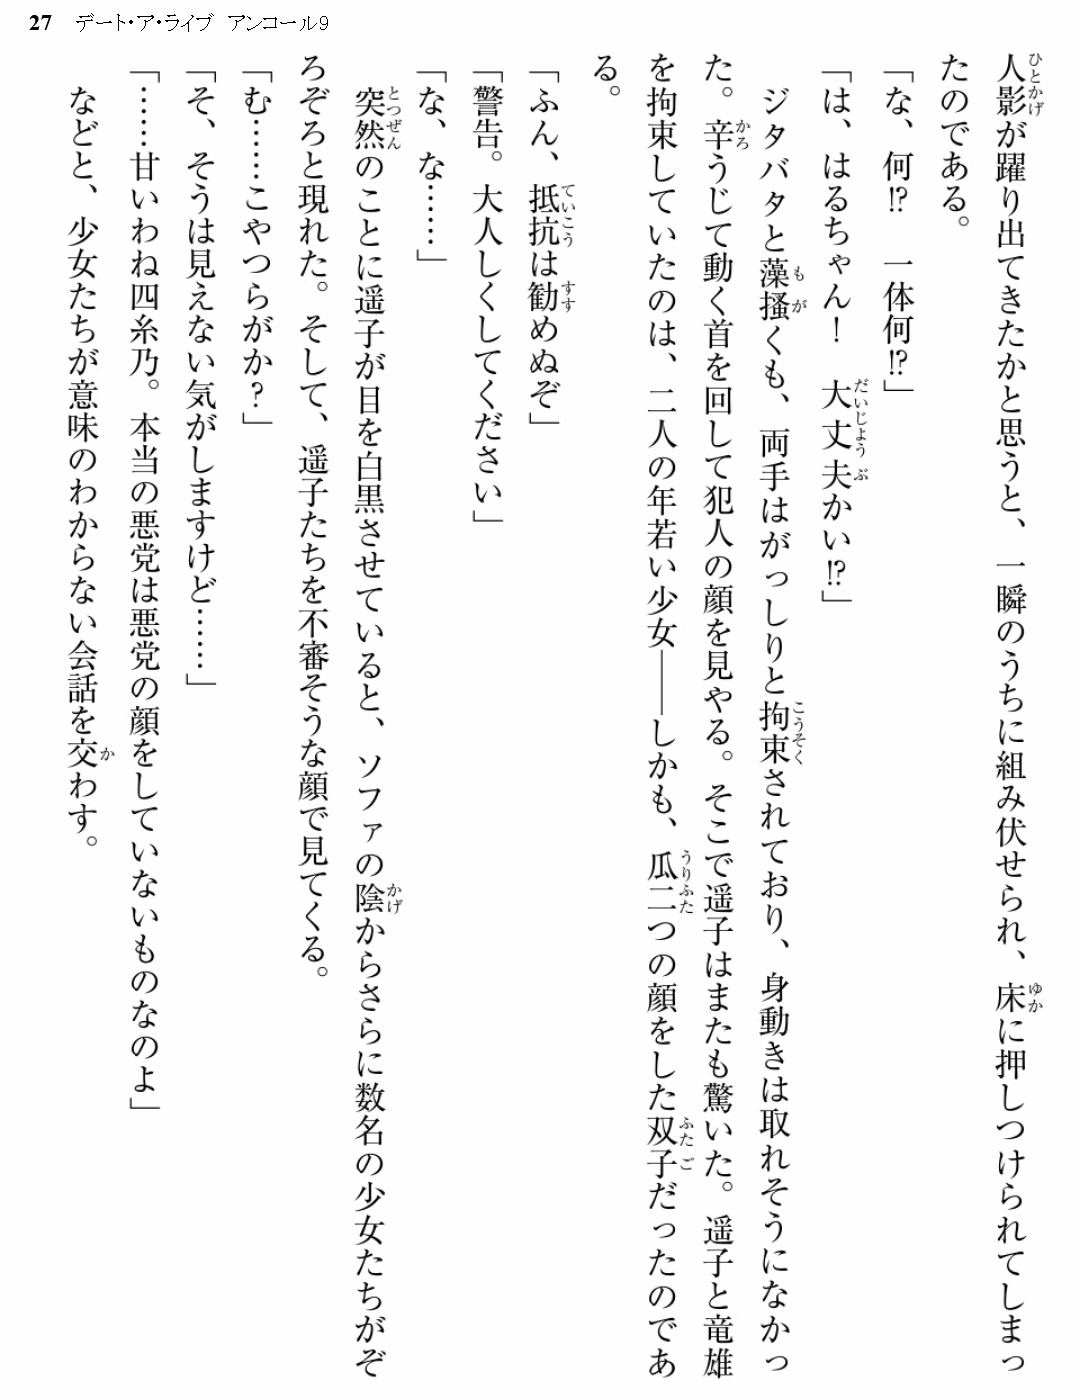 27　デート・ア・ライブ　アンコール9
人影が躍り出てきたかと思うと、一瞬のうちに組み伏せられ、床に押しつけられてしまっ
たのである。
「な、何⁉　一体何⁉」
「は、はるちゃん！　大丈夫かい⁉」
　ジタバタと藻搔くも、両手はがっしりと拘束されており、身動きは取れそうになかっ
た。辛うじて動く首を回して犯人の顔を見やる。そこで遥子はまたも驚いた。遥子と竜雄
を拘束していたのは、二人の年若い少女――しかも、瓜二つの顔をした双子だったのであ
る。
「ふん、抵抗は勧めぬぞ」
「警告。大人しくしてください」
「な、な……」
　突然のことに遥子が目を白黒させていると、ソファの陰からさらに数名の少女たちがぞ
ろぞろと現れた。そして、遥子たちを不審そうな顔で見てくる。
「む……こやつらがか？」
「そ、そうは見えない気がしますけど……」
「……甘いわね四糸乃。本当の悪党は悪党の顔をしていないものなのよ」
　などと、少女たちが意味のわからない会話を交わす。